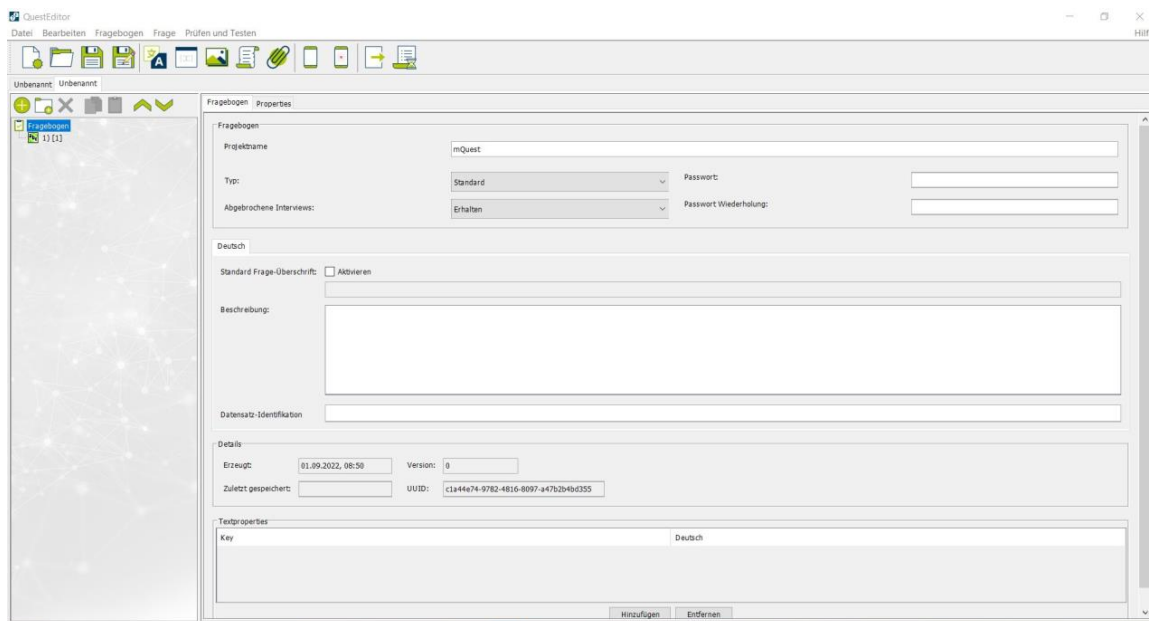 QuestEditor
Datei Bearbeiten Fragebogen Frage Prüfen und Testen Hilf
Unbenannt Unbenannt
Fragebogen
1) [1]
Fragebogen Properties
Fragebogen
Projektname mQuest
Typ: Standard Passwort:
Abgebrochene Interviews: Erhalten Passwort Wiederholung:
Deutsch
Standard Frage-Überschrift: Aktivieren
Beschreibung:
Datensatz-Identifikation
Details
Erzeugt: 01.09.2022, 08:50 Version: 0
Zuletzt gespeichert: UUID: c1a44e74-9782-4816-8097-a47b2b4bd355
Textproperties
Key Deutsch
Hinzufügen Entfernen